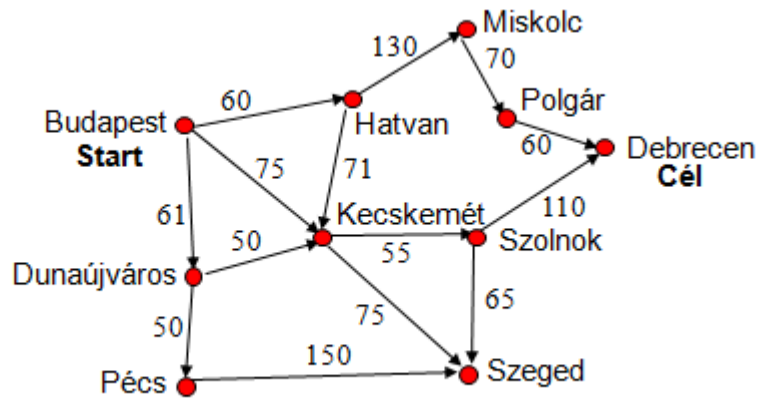 Miskolc
130
70
60
Polgár
Budapest
Hatvan
60
Debrecen
Start
Cél
75
71
Kecskemét
110
61
50
55
Szolnok
Dunaújváros
65
50
75
150
Szeged
Pécs